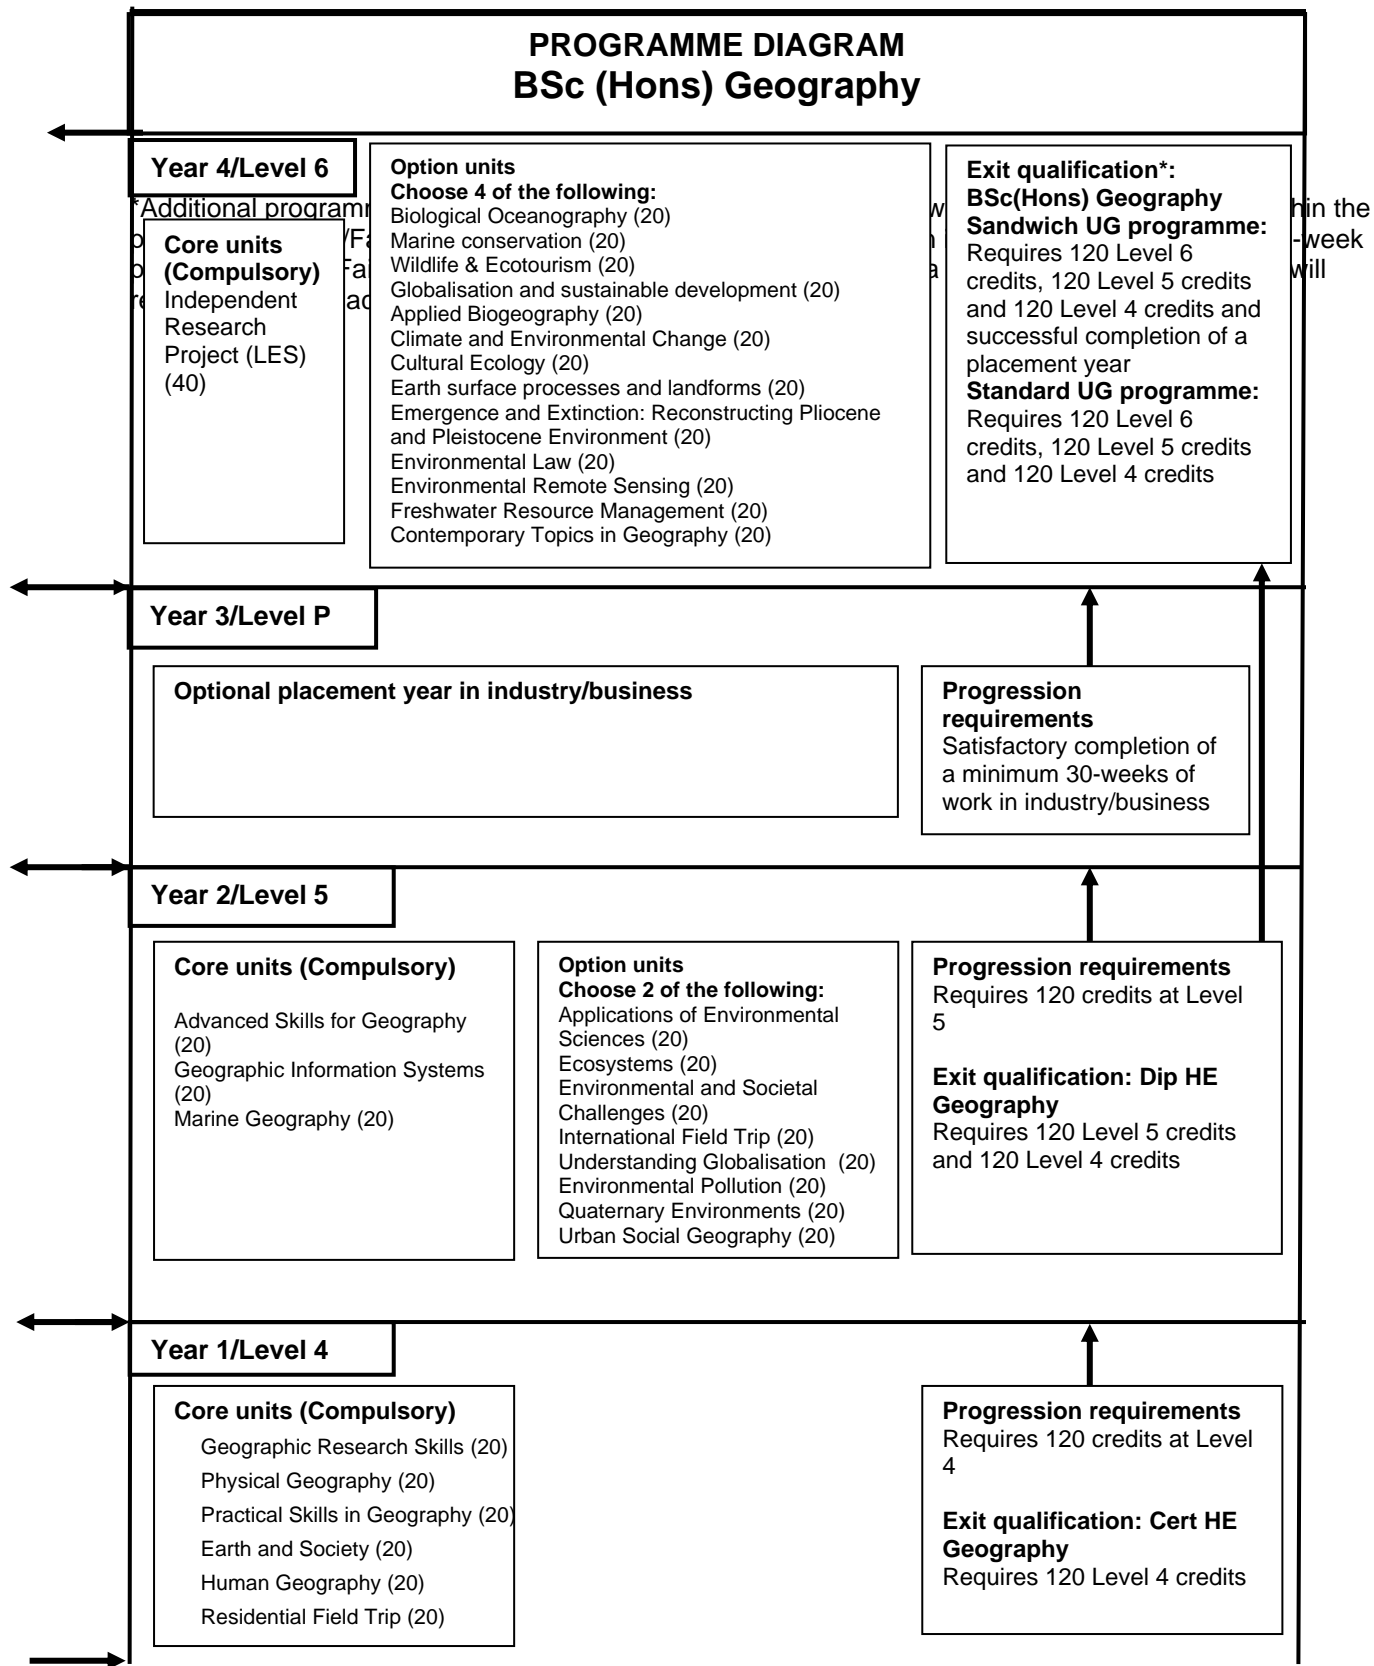 PROGRAMME DIAGRAM
BSc (Hons) Geography
Year 4/Level 6
*Additional
hin the
-week
will
Core units
(Compulsory)
Independent
Research
Project (LES)
(40)
Option units
Choose 4 of the following:
Biological Oceanography (20)
Marine conservation (20)
Wildlife & Ecotourism (20)
Globalisation and sustainable development (20)
Applied Biogeography (20)
Climate and Environmental Change (20)
Cultural Ecology (20)
Earth surface processes and landforms (20)
Emergence and Extinction: Reconstructing Pliocene
and Pleistocene Environment (20)
Environmental Law (20)
Environmental Remote Sensing (20)
Freshwater Resource Management (20)
Contemporary Topics in Geography (20)
Exit qualification*:
BSc(Hons) Geography
Sandwich UG programme:
Requires 120 Level 6
credits, 120 Level 5 credits
and 120 Level 4 credits and
successful completion of a
placement year
Standard UG programme:
Requires 120 Level 6
credits, 120 Level 5 credits
and 120 Level 4 credits
Year 3/Level P
Optional placement year in industry/business
Progression
requirements
Satisfactory completion of
a minimum 30-weeks of
work in industry/business
Year 2/Level 5
Core units (Compulsory)
Advanced Skills for Geography
(20)
Geographic Information Systems
(20)
Marine Geography (20)
Option units
Choose 2 of the following:
Applications of Environmental
Sciences (20)
Ecosystems (20)
Environmental and Societal
Challenges (20)
International Field Trip (20)
Understanding Globalisation  (20)
Environmental Pollution (20)
Quaternary Environments (20)
Urban Social Geography (20)
Progression requirements
Requires 120 credits at Level
5
Exit qualification: Dip HE
Geography
Requires 120 Level 5 credits
and 120 Level 4 credits
Year 1/Level 4
Core units (Compulsory)
Geographic Research Skills (20)
Physical Geography (20)
Practical Skills in Geography (20)
Earth and Society (20)
Human Geography (20)
Residential Field Trip (20)
Progression requirements
Requires 120 credits at Level
4
Exit qualification: Cert HE
Geography
Requires 120 Level 4 credits